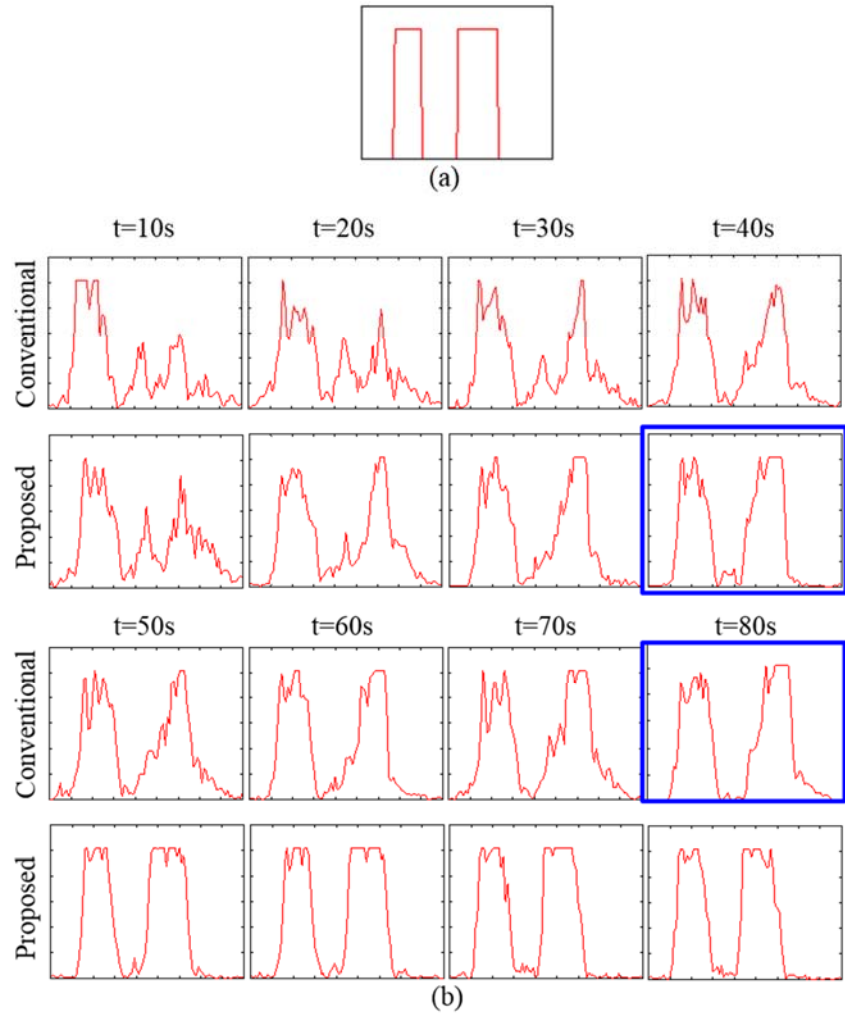 (a)
t=10s t=20s t=30s t=40s
Conventional
Proposed
t=50s t=60s t=70s t=80s
Conventional
Proposed
(b)